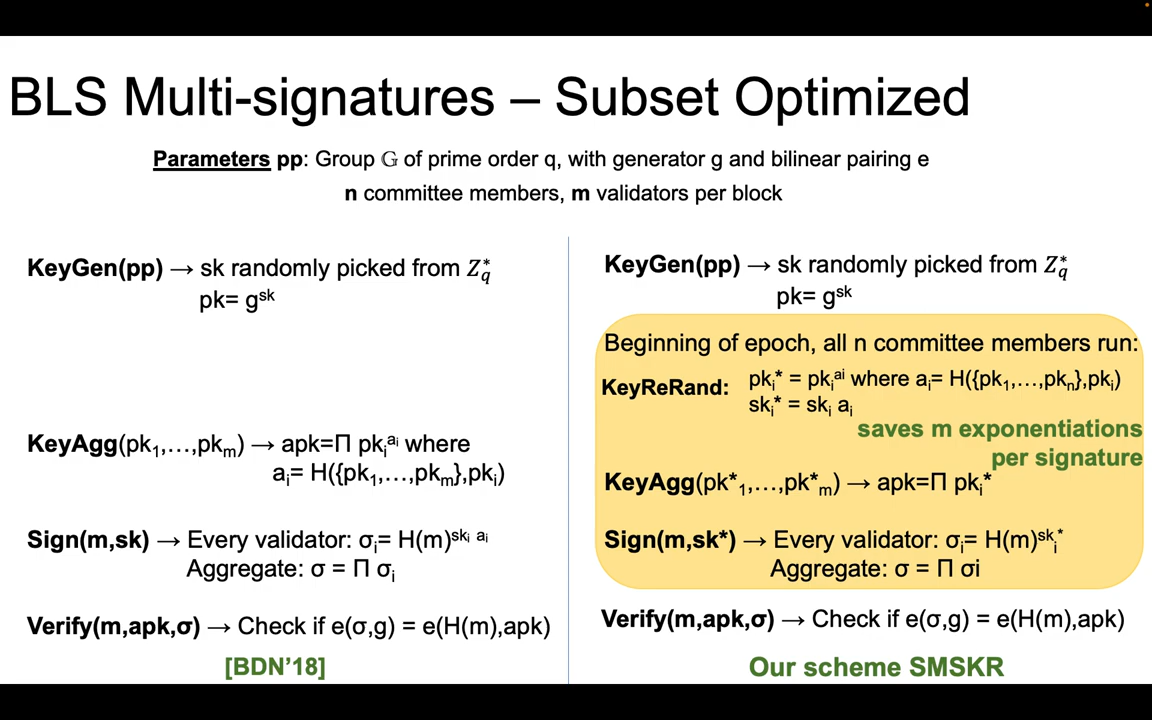 BLS Multi-signatures – Subset Optimized
Parameters pp: Group 𝔾 of prime order q, with generator g and bilinear pairing e
n committee members, m validators per block
KeyGen(pp) → sk randomly picked from Z*q
pk= g^sk
KeyAgg(pk₁,…,pkₘ) → apk=Π pkᵢ^aᵢ where
aᵢ= H({pk₁,…,pkₘ},pkᵢ)
Sign(m,sk) → Every validator: σᵢ= H(m)^skᵢ aᵢ
Aggregate: σ = Π σᵢ
Verify(m,apk,σ) → Check if e(σ,g) = e(H(m),apk)
[BDN’18]
KeyGen(pp) → sk randomly picked from Z*q
pk= g^sk
Beginning of epoch, all n committee members run:
KeyReRand: pkᵢ* = pkᵢ^ai where aᵢ= H({pk₁,…,pkₙ},pkᵢ)
skᵢ* = skᵢ aᵢ
saves m exponentiations
per signature
KeyAgg(pk*₁,…,pk*ₘ) → apk=Π pkᵢ*
Sign(m,sk*) → Every validator: σᵢ= H(m)^skᵢ*
Aggregate: σ = Π σi
Verify(m,apk,σ) → Check if e(σ,g) = e(H(m),apk)
Our scheme SMSKR